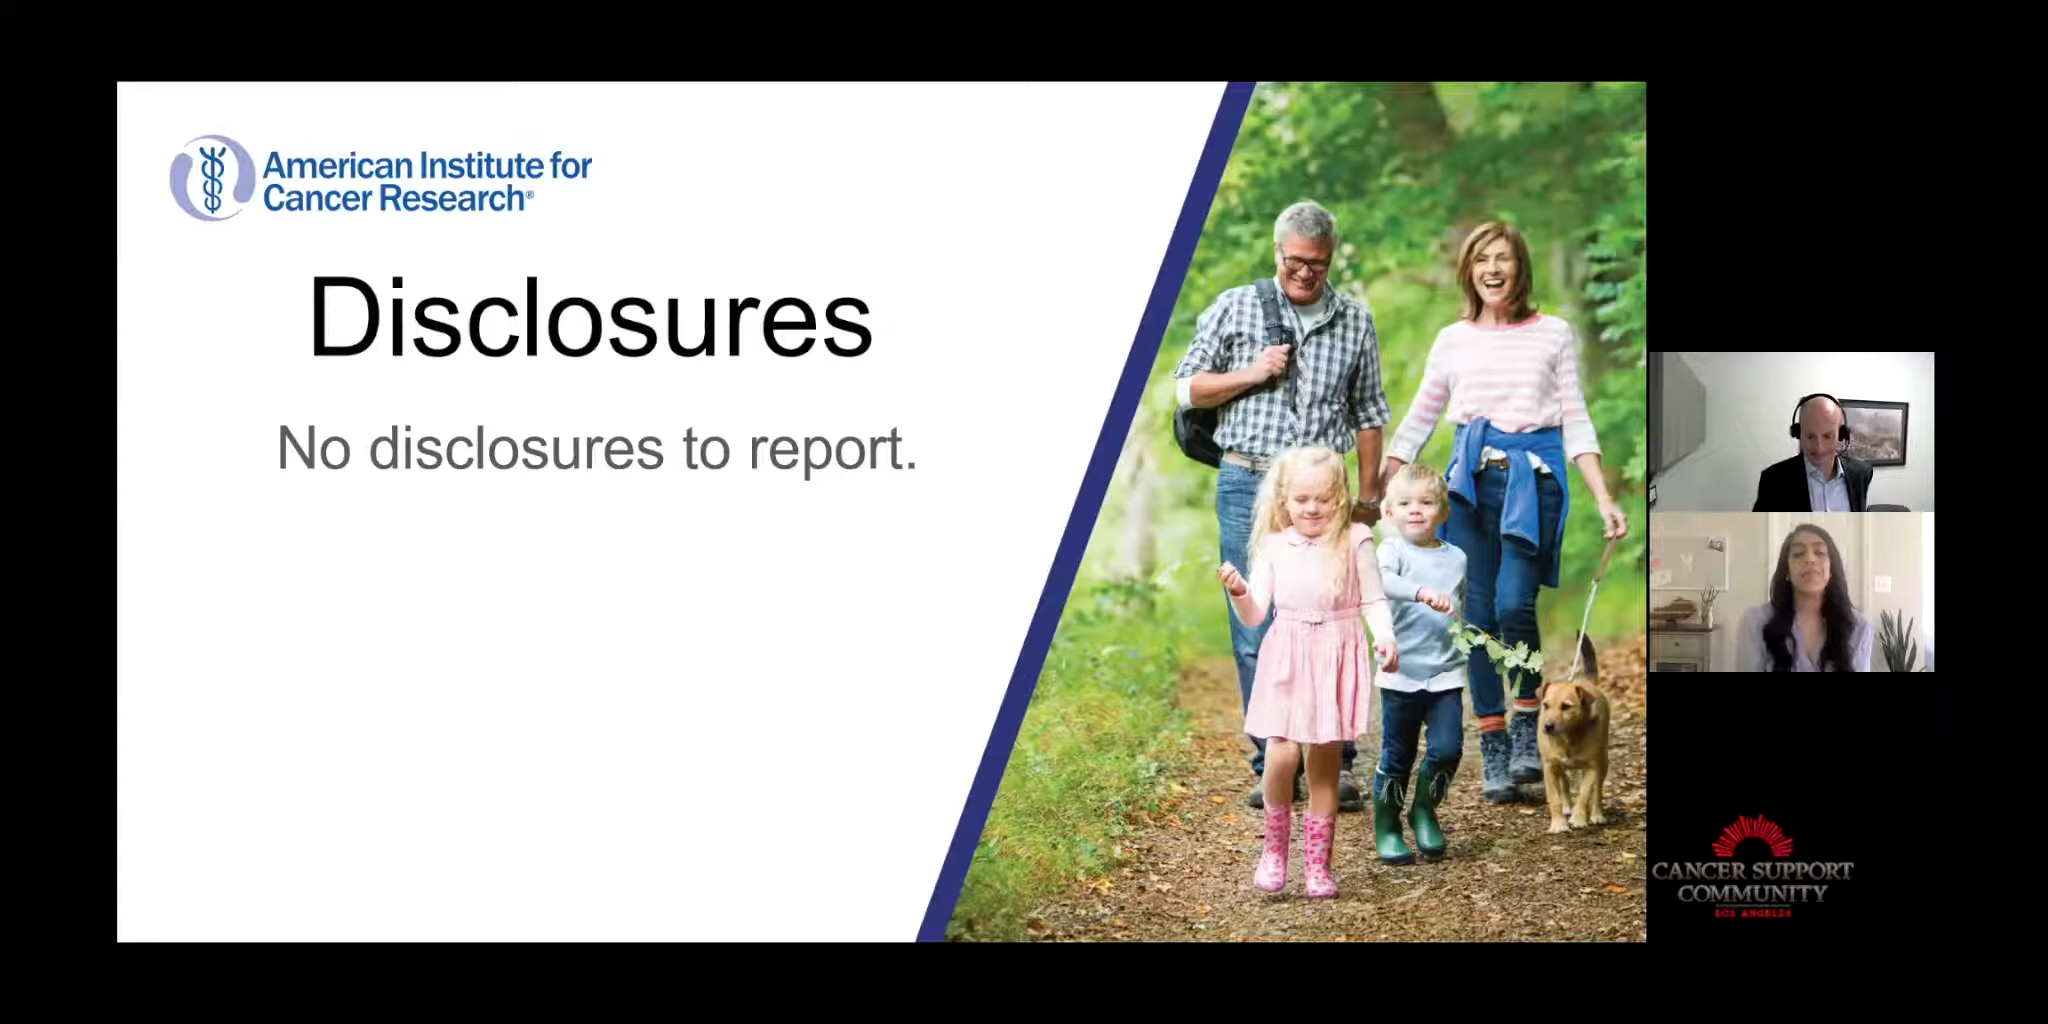 American Institute for
Cancer Research®
Disclosures
No disclosures to report.
CANCER SUPPORT
COMMUNITY
LOS ANGELES